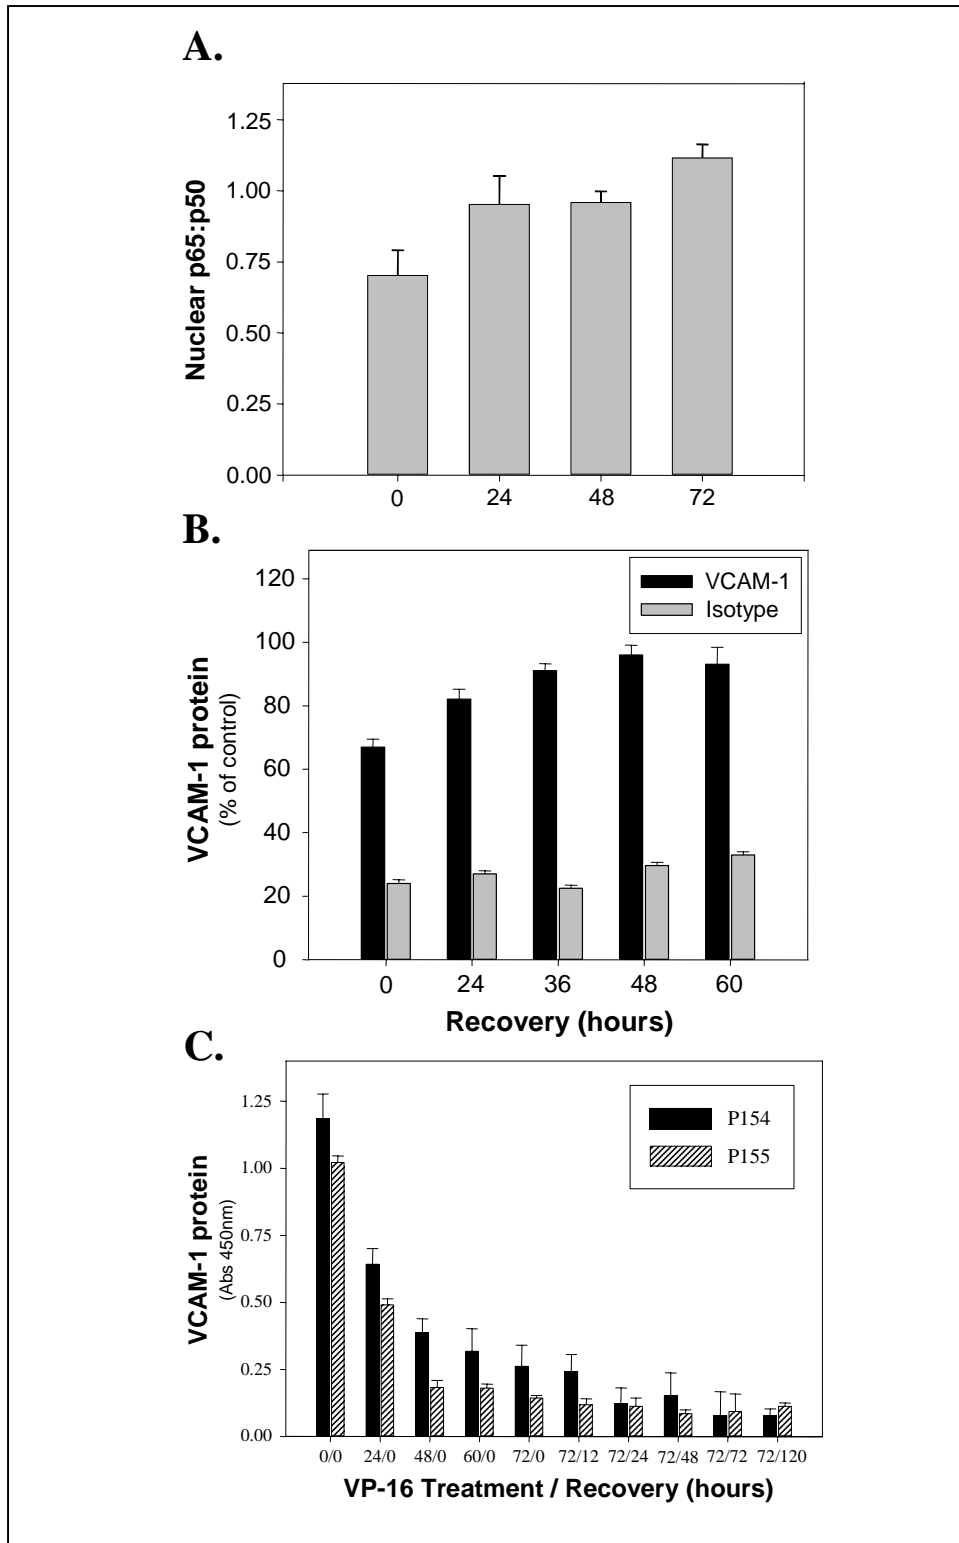 A.
Nuclear p65:p50
1.25
1.00
0.75
0.50
0.25
0.00
0 24 48 72
B.
VCAM-1 protein
(% of control)
120
100
80
60
40
20
0
VCAM-1
Isotype
0 24 36 48 60
Recovery (hours)
C.
VCAM-1 protein
(Abs 450nm)
1.25
1.00
0.75
0.50
0.25
0.00
P154
P155
0/0 24/0 48/0 60/0 72/0 72/12 72/24 72/48 72/72 72/120
VP-16 Treatment / Recovery (hours)